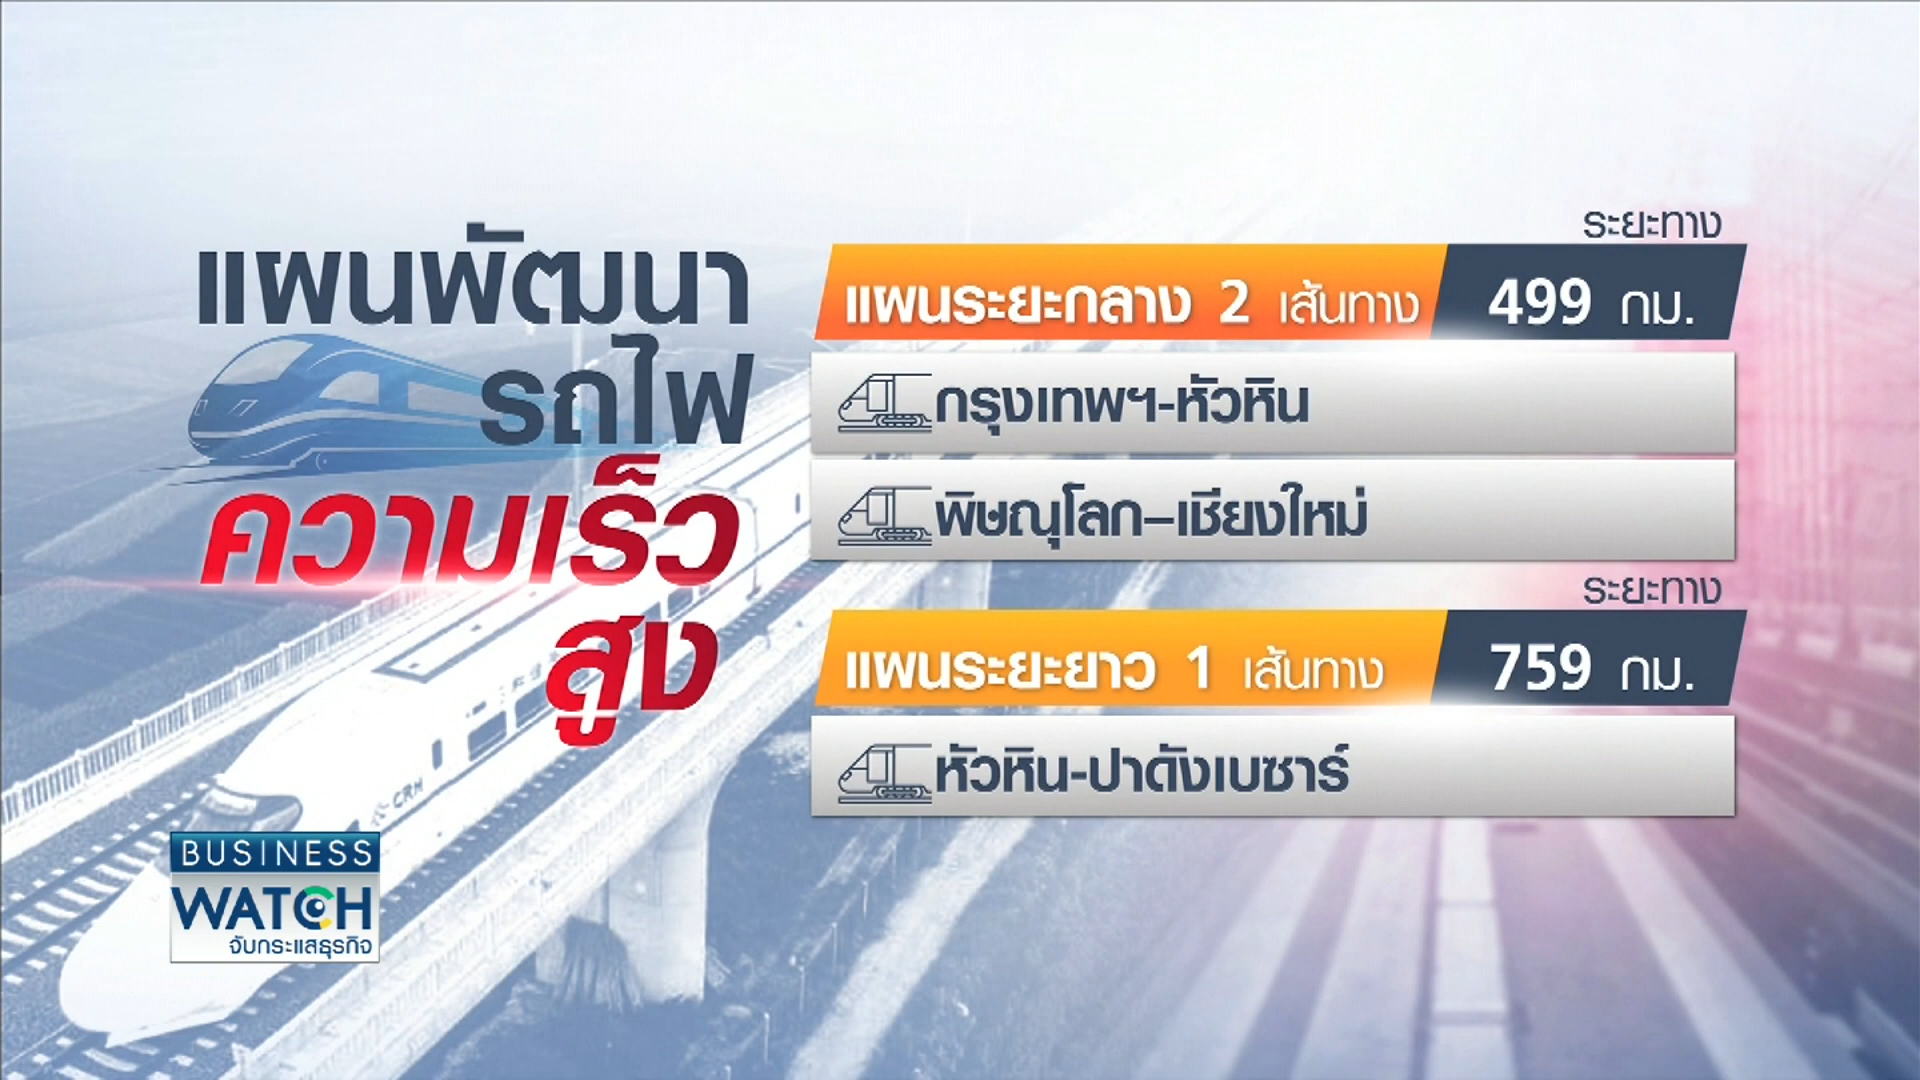 แผนพัฒนา
รถไฟ
ความเร็ว
สูง
ระยะทาง
แผนระยะกลาง 2 เส้นทาง 499 กม.
กรุงเทพฯ-หัวหิน
พิษณุโลก–เชียงใหม่
ระยะทาง
แผนระยะยาว 1 เส้นทาง 759 กม.
หัวหิน-ปาดังเบซาร์
CRH
BUSINESS
WATCH
จับกระแสธุรกิจ